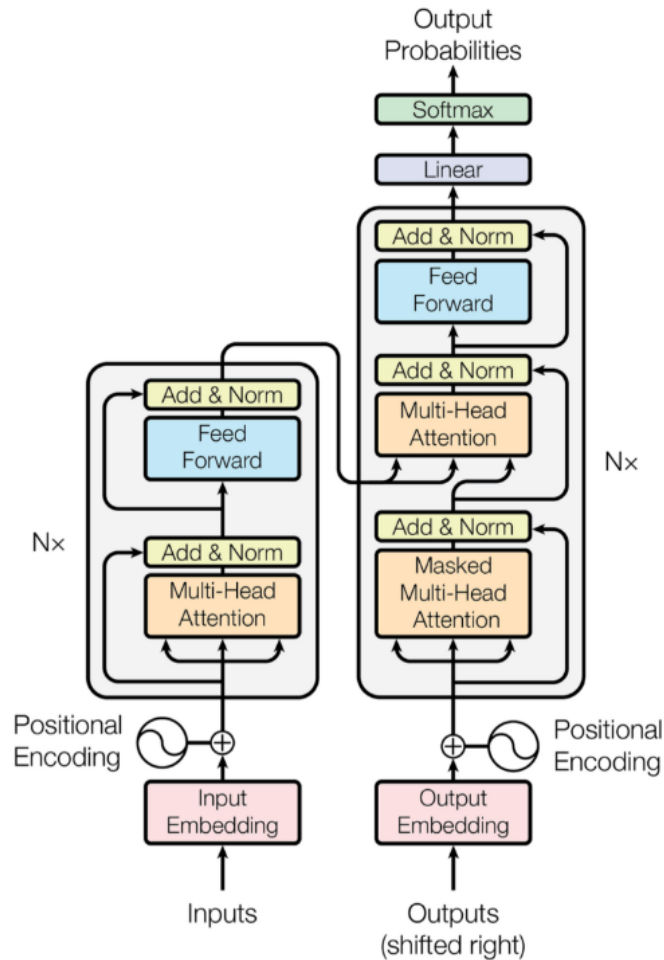 Output
Probabilities
Softmax
Linear
Add & Norm
Feed
Forward
Add & Norm
Multi-Head
Attention
Add & Norm
Masked
Multi-Head
Attention
N×
Add & Norm
Feed
Forward
Add & Norm
Multi-Head
Attention
N×
Positional
Encoding
Positional
Encoding
Input
Embedding
Output
Embedding
Inputs
Outputs
(shifted right)